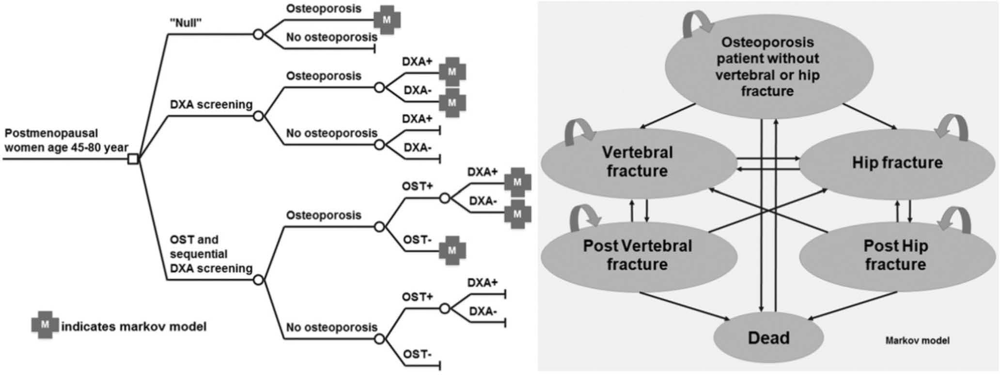 Osteoporosis
M
"Null"
No osteoporosis
DXA+
M
Osteoporosis
DXA-
M
DXA screening
DXA+
No osteoporosis
DXA-
Postmenopausal
women age 45-80 year
DXA+
M
OST+
DXA-
M
Osteoporosis
OST-
M
OST and
sequential
DXA screening
DXA+
OST+
DXA-
No osteoporosis
OST-
M indicates markov model
Osteoporosis
patient without
vertebral or hip
fracture
Vertebral
fracture
Hip fracture
Post Vertebral
fracture
Post Hip
fracture
Dead
Markov model